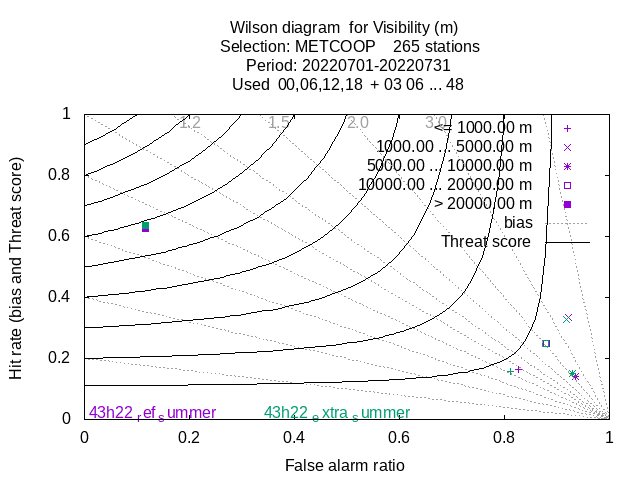 Wilson diagram for Visibility (m)
Selection: METCOOP 265 stations
Period: 20220701-20220731
Used 00,06,12,18 + 03 06 ... 48
1.2 1.5 2.0 3.0
<= 1000.00 m
1000.00 ... 5000.00 m
5000.00 ... 10000.00 m
10000.00 ... 20000.00 m
> 20000.00 m
bias
Threat score
Hit rate (bias and Threat score)
1
0.8
0.6
0.4
0.2
0
43h22_ref_summer 43h22_extra_summer
0 0.2 0.4 0.6 0.8 1
False alarm ratio